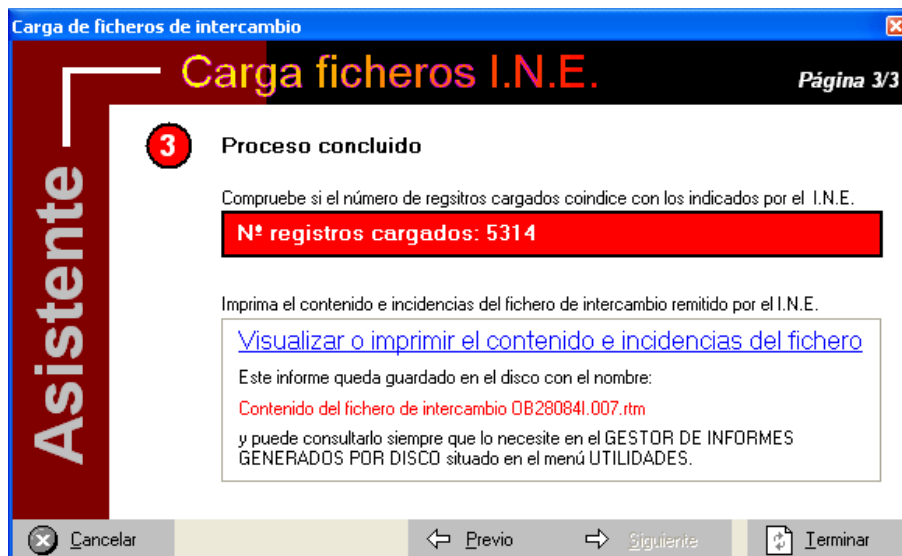 Carga de ficheros de intercambio
Carga ficheros I.N.E.
Página 3/3
Asistente
3
Proceso concluido
Compruebe si el número de regsitros cargados coindice con los indicados por el I.N.E.
Nº registros cargados: 5314
Imprima el contenido e incidencias del fichero de intercambio remitido por el I.N.E.
Visualizar o imprimir el contenido e incidencias del fichero
Este informe queda guardado en el disco con el nombre:
Contenido del fichero de intercambio OB28084I.007.rtm
y puede consultarlo siempre que lo necesite en el GESTOR DE INFORMES
GENERADOS POR DISCO situado en el menú UTILIDADES.
Cancelar
Previo
Siguiente
Terminar